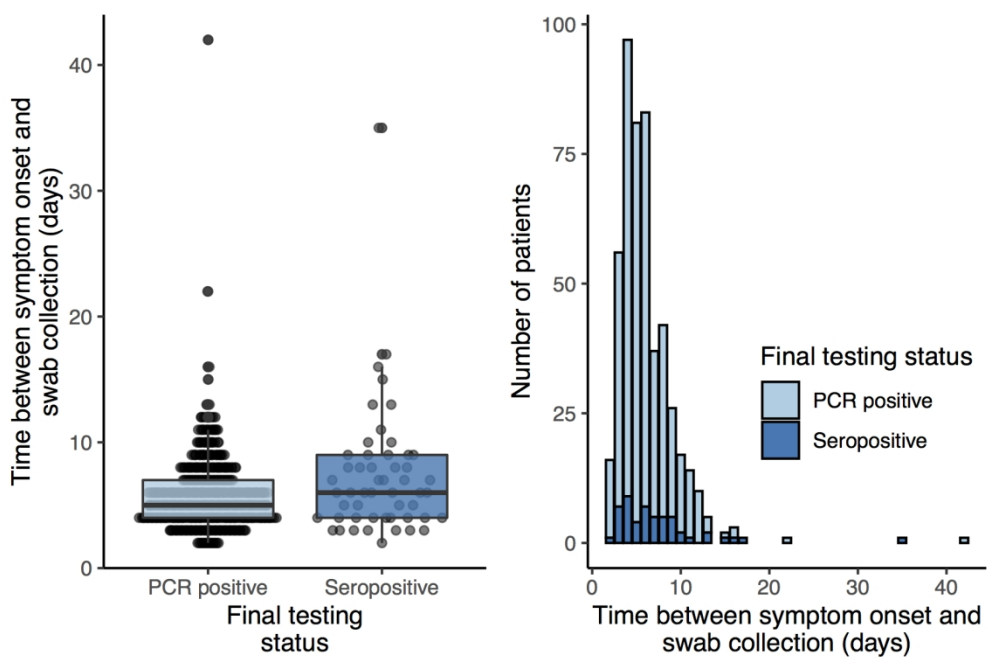 Time between symptom onset and
swab collection (days)
40
30
20
10
0
PCR positive
Seropositive
Final testing
status
Number of patients
100
75
50
25
0
0
10
20
30
40
Time between symptom onset and
swab collection (days)
Final testing status
PCR positive
Seropositive